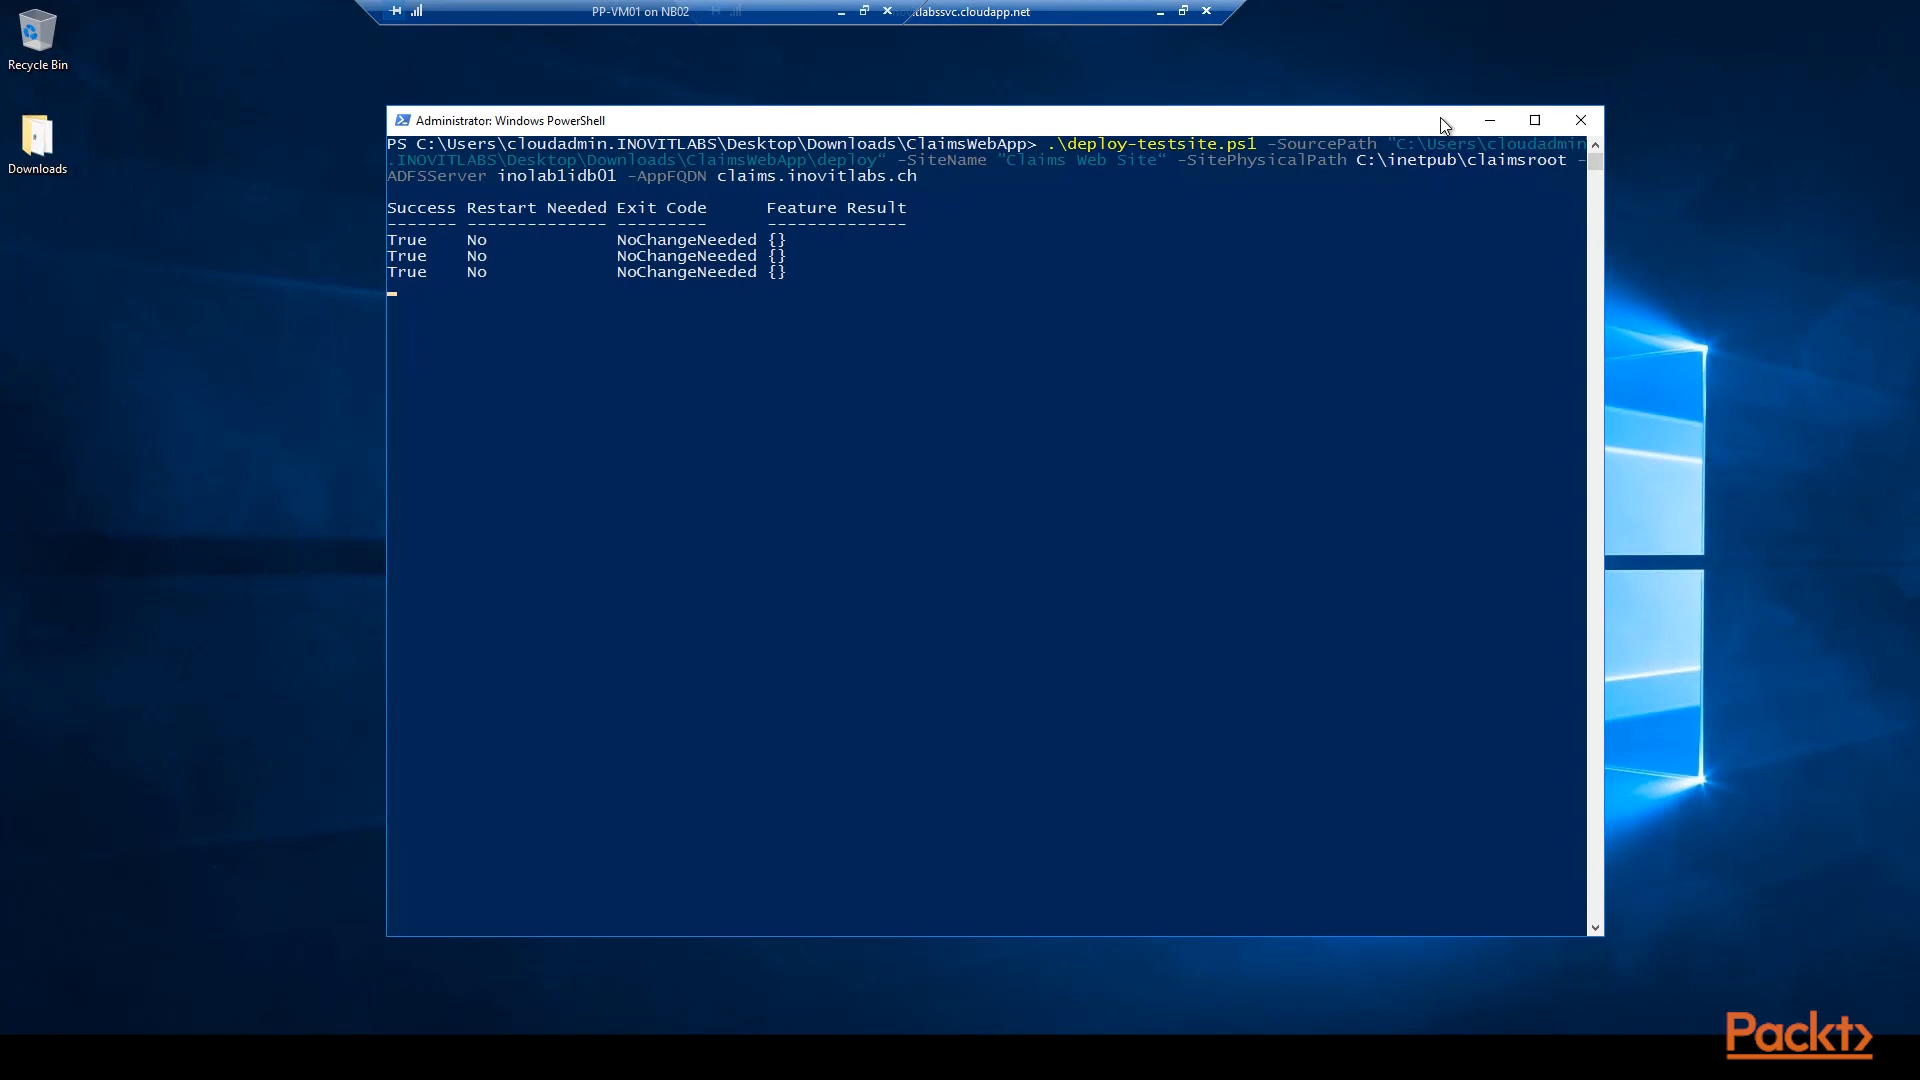 PP-VM01 on NB02
itlabssvc.cloudapp.net
Recycle Bin
Downloads
Administrator: Windows PowerShell
PS C:\Users\cloudadmin.INOVITLABS\Desktop\Downloads\ClaimsWebApp> .\deploy-testsite.ps1 -SourcePath "C:\Users\cloudadmin
.INOVITLABS\Desktop\Downloads\ClaimsWebApp\deploy" -SiteName "Claims Web Site" -SitePhysicalPath C:\inetpub\claimsroot -
ADFSServer inolab1idb01 -AppFQDN claims.inovitlabs.ch
Success Restart Needed Exit Code      Feature Result
------- -------------- ---------      --------------
True    No             NoChangeNeeded {}
True    No             NoChangeNeeded {}
True    No             NoChangeNeeded {}
Packt>